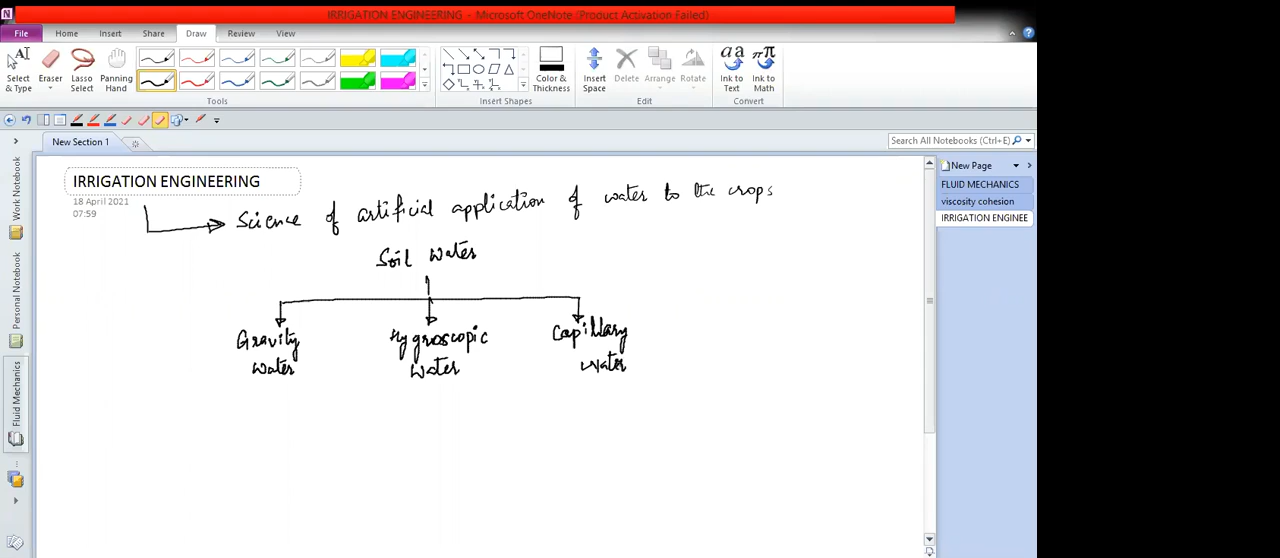 IRRIGATION ENGINEERING - Microsoft OneNote (Product Activation Failed)
File Home Insert Share Draw Review View
Select & Type
Eraser
Lasso Select
Panning Hand
Color & Thickness
Insert Space
Delete
Arrange
Rotate
Ink to Text
Ink to Math
Tools Insert Shapes Edit Convert
New Section 1
Search All Notebooks (Ctrl+E)
Work Notebook
Personal Notebook
Fluid Mechanics
New Page
FLUID MECHANICS
viscosity cohesion
IRRIGATION ENGINEE
IRRIGATION ENGINEERING
18 April 2021
07:59
Science of artificial application of water to the crops
Soil Water
Gravity Water
Hygroscopic Water
Capillary Water